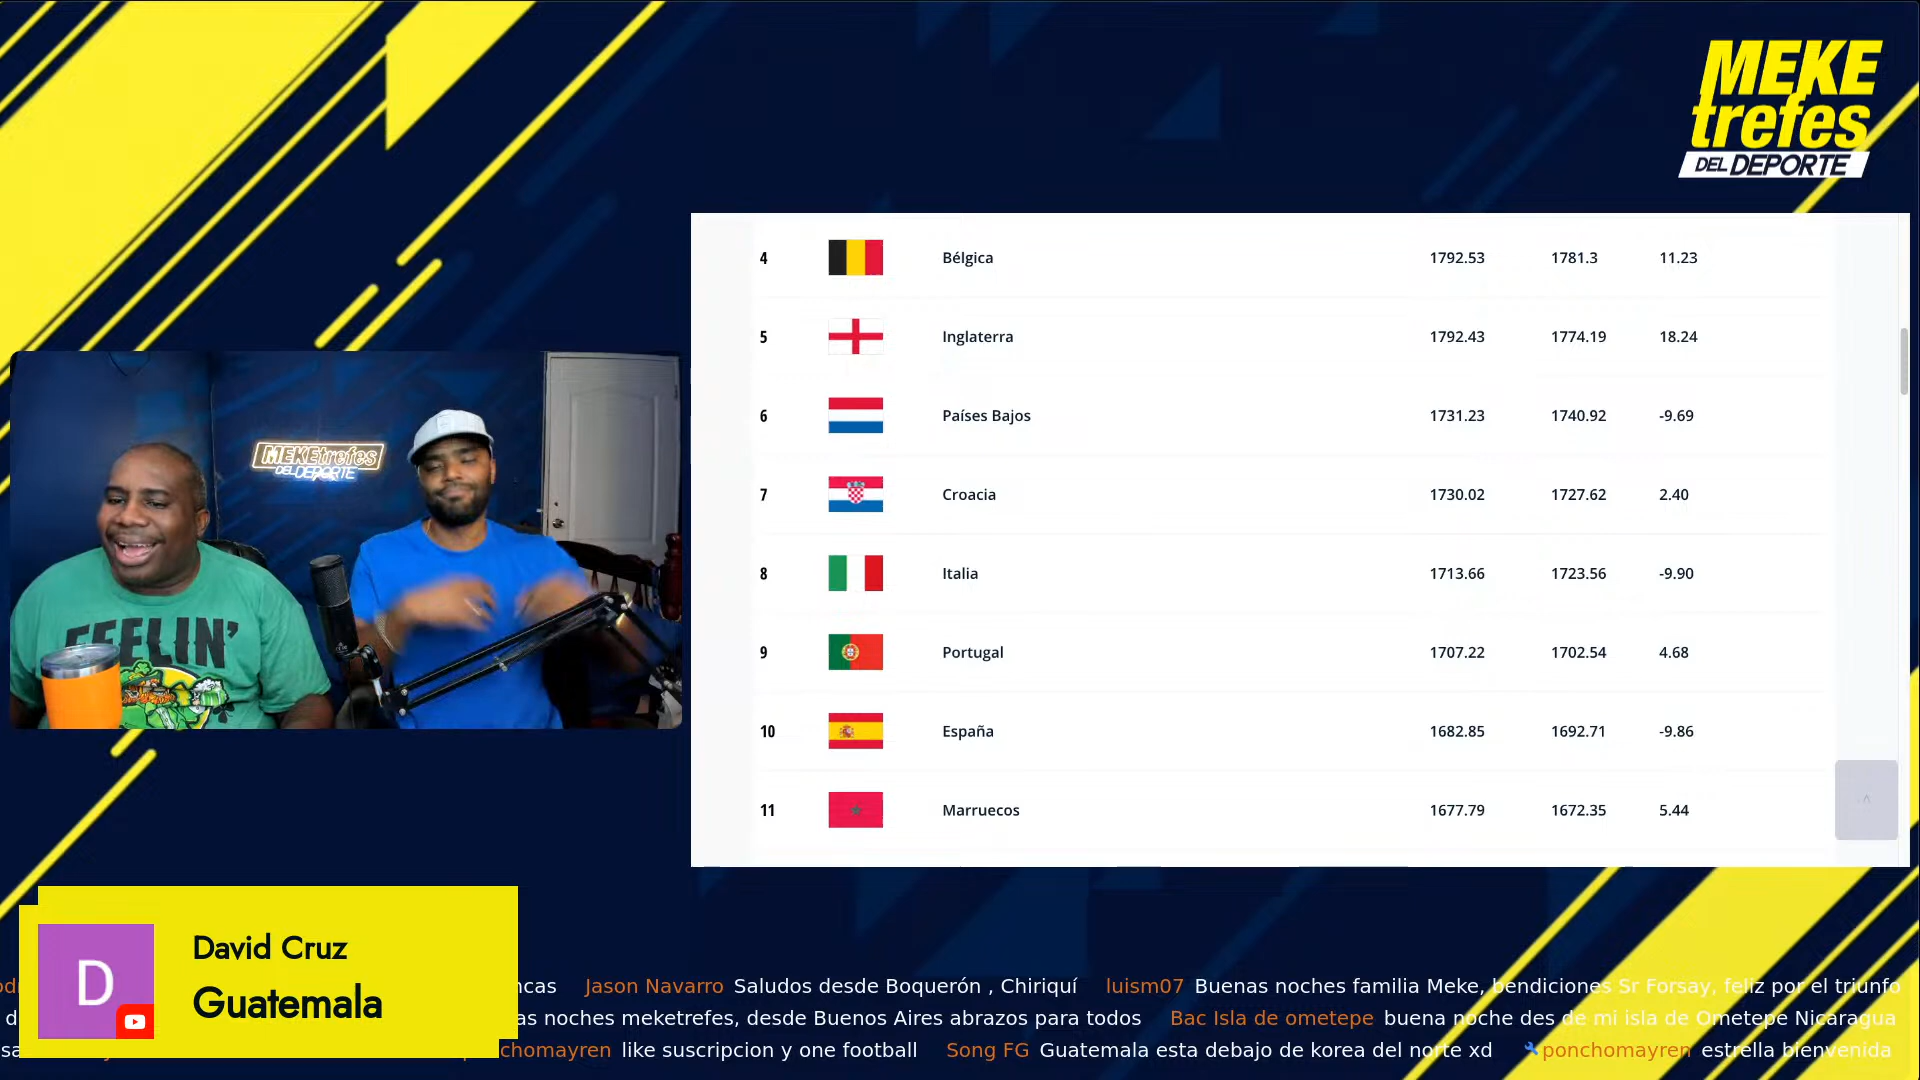 MEKE
trefes
DEL DEPORTE
4 Bélgica 1792.53 1781.3 11.23
5 Inglaterra 1792.43 1774.19 18.24
6 Países Bajos 1731.23 1740.92 -9.69
7 Croacia 1730.02 1727.62 2.40
8 Italia 1713.66 1723.56 -9.90
9 Portugal 1707.22 1702.54 4.68
10 España 1682.85 1692.71 -9.86
11 Marruecos 1677.79 1672.35 5.44
MEKEtrefes
DEL DEPORTE
FEELIN'
D
David Cruz
Guatemala
ncas Jason Navarro Saludos desde Boquerón , Chiriquí luism07 Buenas noches familia Meke, bendiciones Sr Forsay, feliz por el triunfo
d as noches meketrefes, desde Buenos Aires abrazos para todos Bac Isla de ometepe buena noche des de mi isla de Ometepe Nicaragua
sa chomayren like suscripcion y one football Song FG Guatemala esta debajo de korea del norte xd ponchomayren estrella bienvenida